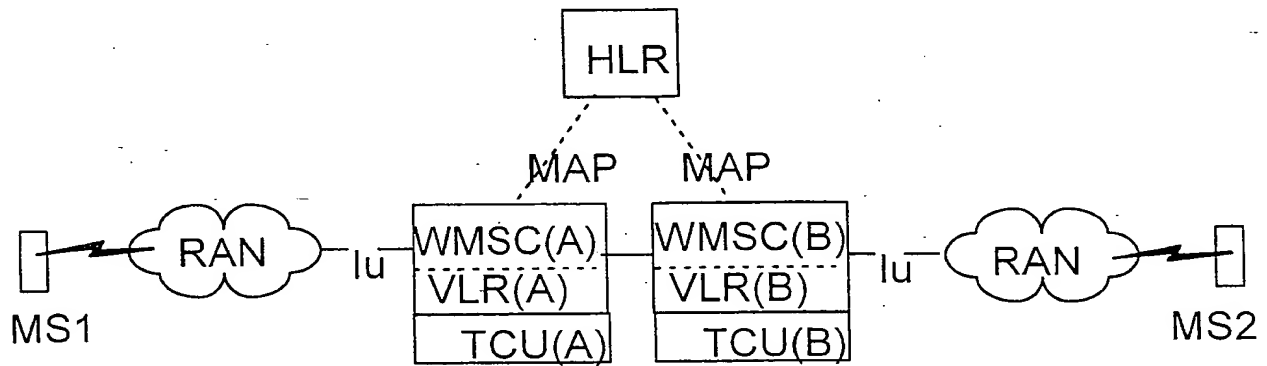 HLR
MAP MAP
RAN Iu WMSC(A) WMSC(B) Iu RAN
VLR(A) VLR(B)
MS1 TCU(A) TCU(B) MS2